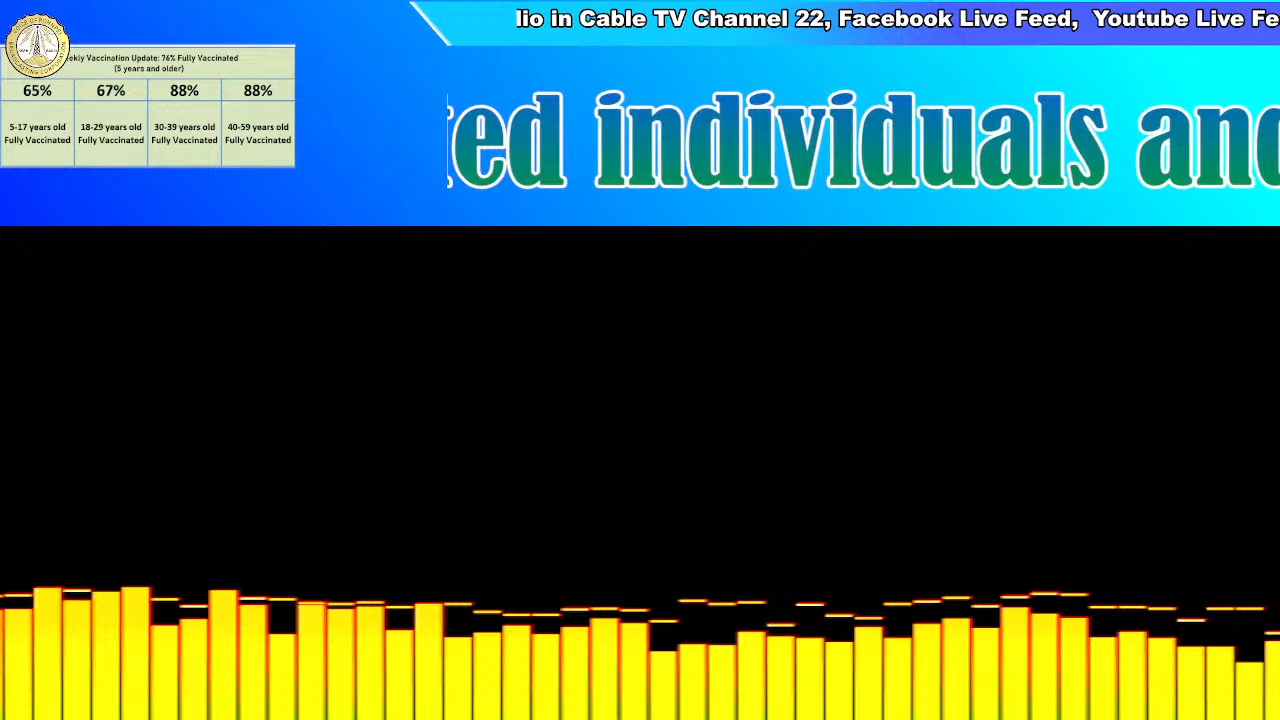 lio in Cable TV Channel 22, Facebook Live Feed, Youtube Live Fe
ekly Vaccination Update: 76% Fully Vaccinated
(5 years and older)
65% 67% 88% 88%
5-17 years old 18-29 years old 30-39 years old 40-59 years old
Fully Vaccinated Fully Vaccinated Fully Vaccinated Fully Vaccinated
ted individuals and